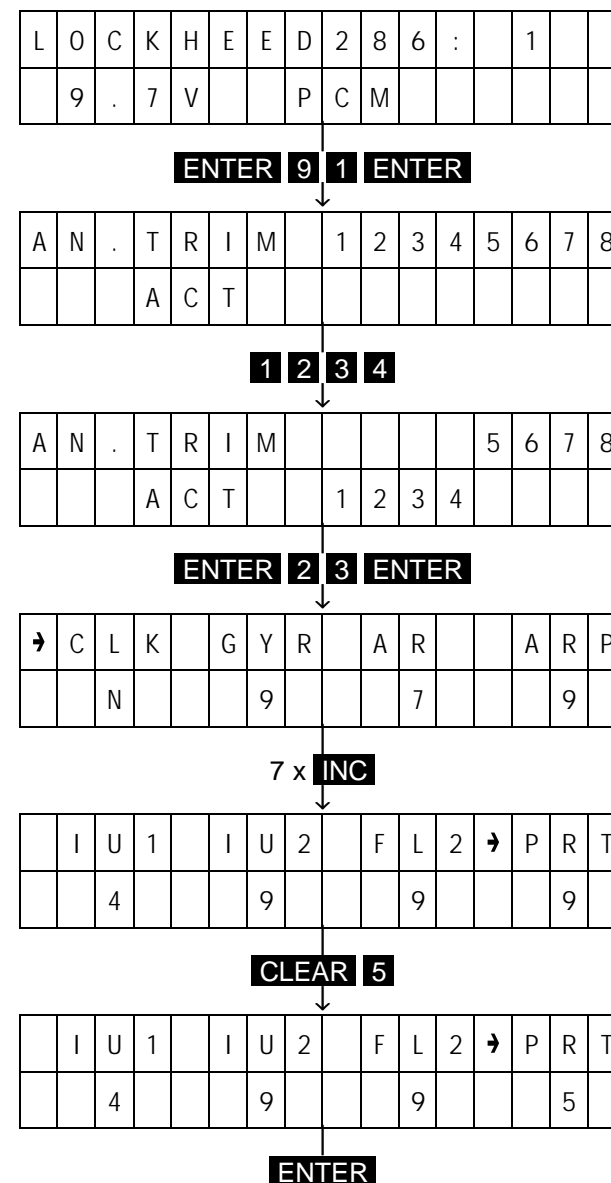 LOCKHEED286: 1
9.7V PCM
ENTER 9 1 ENTER
AN.TRIM 12345678
ACT
1 2 3 4
AN.TRIM 5678
ACT 1234
ENTER 2 3 ENTER
→CLK GYR AR ARP
N 9 7 9
7 x INC
IU1 IU2 FL2→PRT
4 9 9 9
CLEAR 5
IU1 IU2 FL2→PRT
4 9 9 5
ENTER